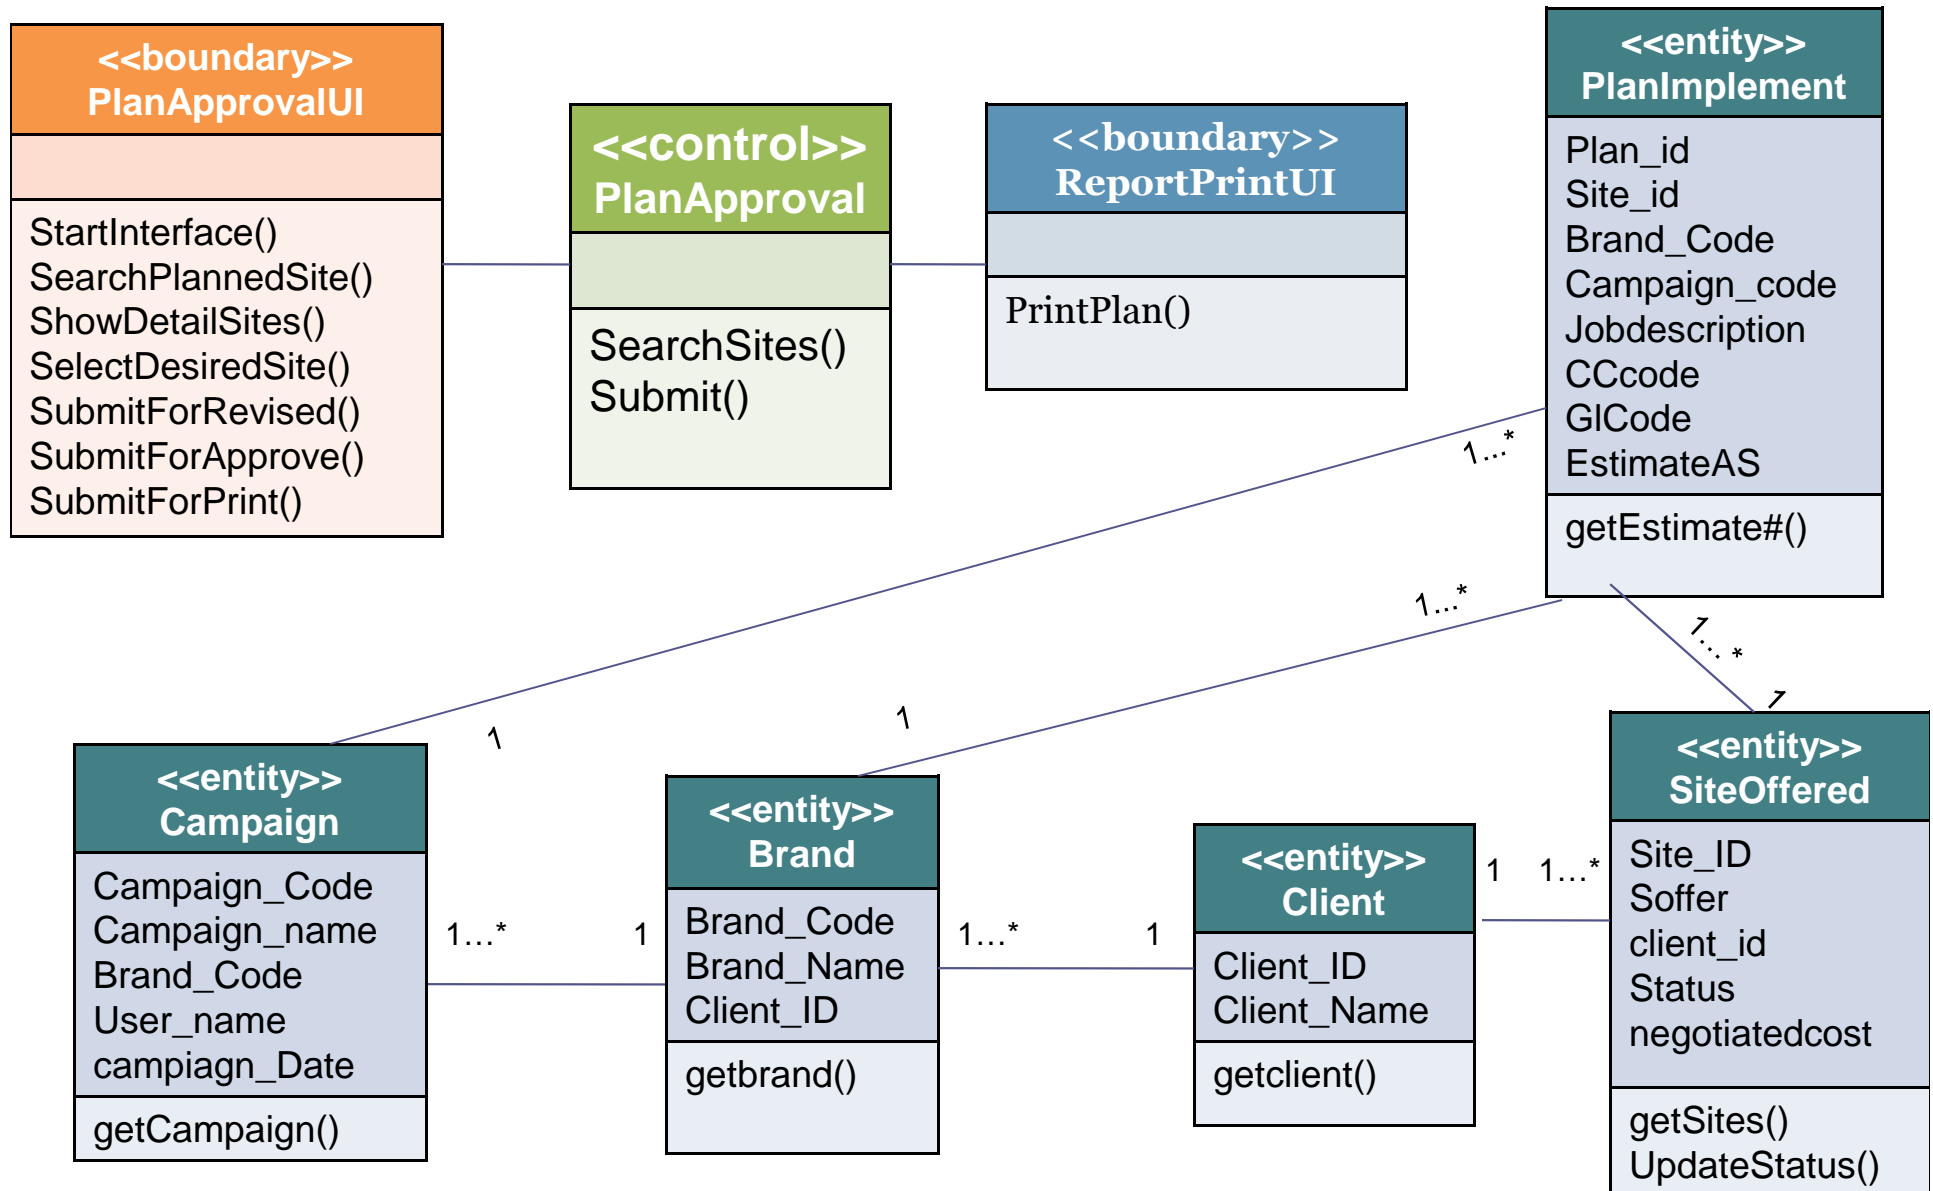 <<boundary>>
PlanApprovalUI
StartInterface()
SearchPlannedSite()
ShowDetailSites()
SelectDesiredSite()
SubmitForRevised()
SubmitForApprove()
SubmitForPrint()
<<control>>
PlanApproval
SearchSites()
Submit()
<<boundary>>
ReportPrintUI
PrintPlan()
<<entity>>
PlanImplement
Plan_id
Site_id
Brand_Code
Campaign_code
Jobdescription
CCcode
GlCode
EstimateAS
getEstimate#()
1...*
1...*
1... *
1
1
1
<<entity>>
Campaign
Campaign_Code
Campaign_name
Brand_Code
User_name
campiagn_Date
getCampaign()
1...*
1
<<entity>>
Brand
Brand_Code
Brand_Name
Client_ID
getbrand()
1...*
1
<<entity>>
Client
Client_ID
Client_Name
getclient()
1
1...*
<<entity>>
SiteOffered
Site_ID
Soffer
client_id
Status
negotiatedcost
getSites()
UpdateStatus()